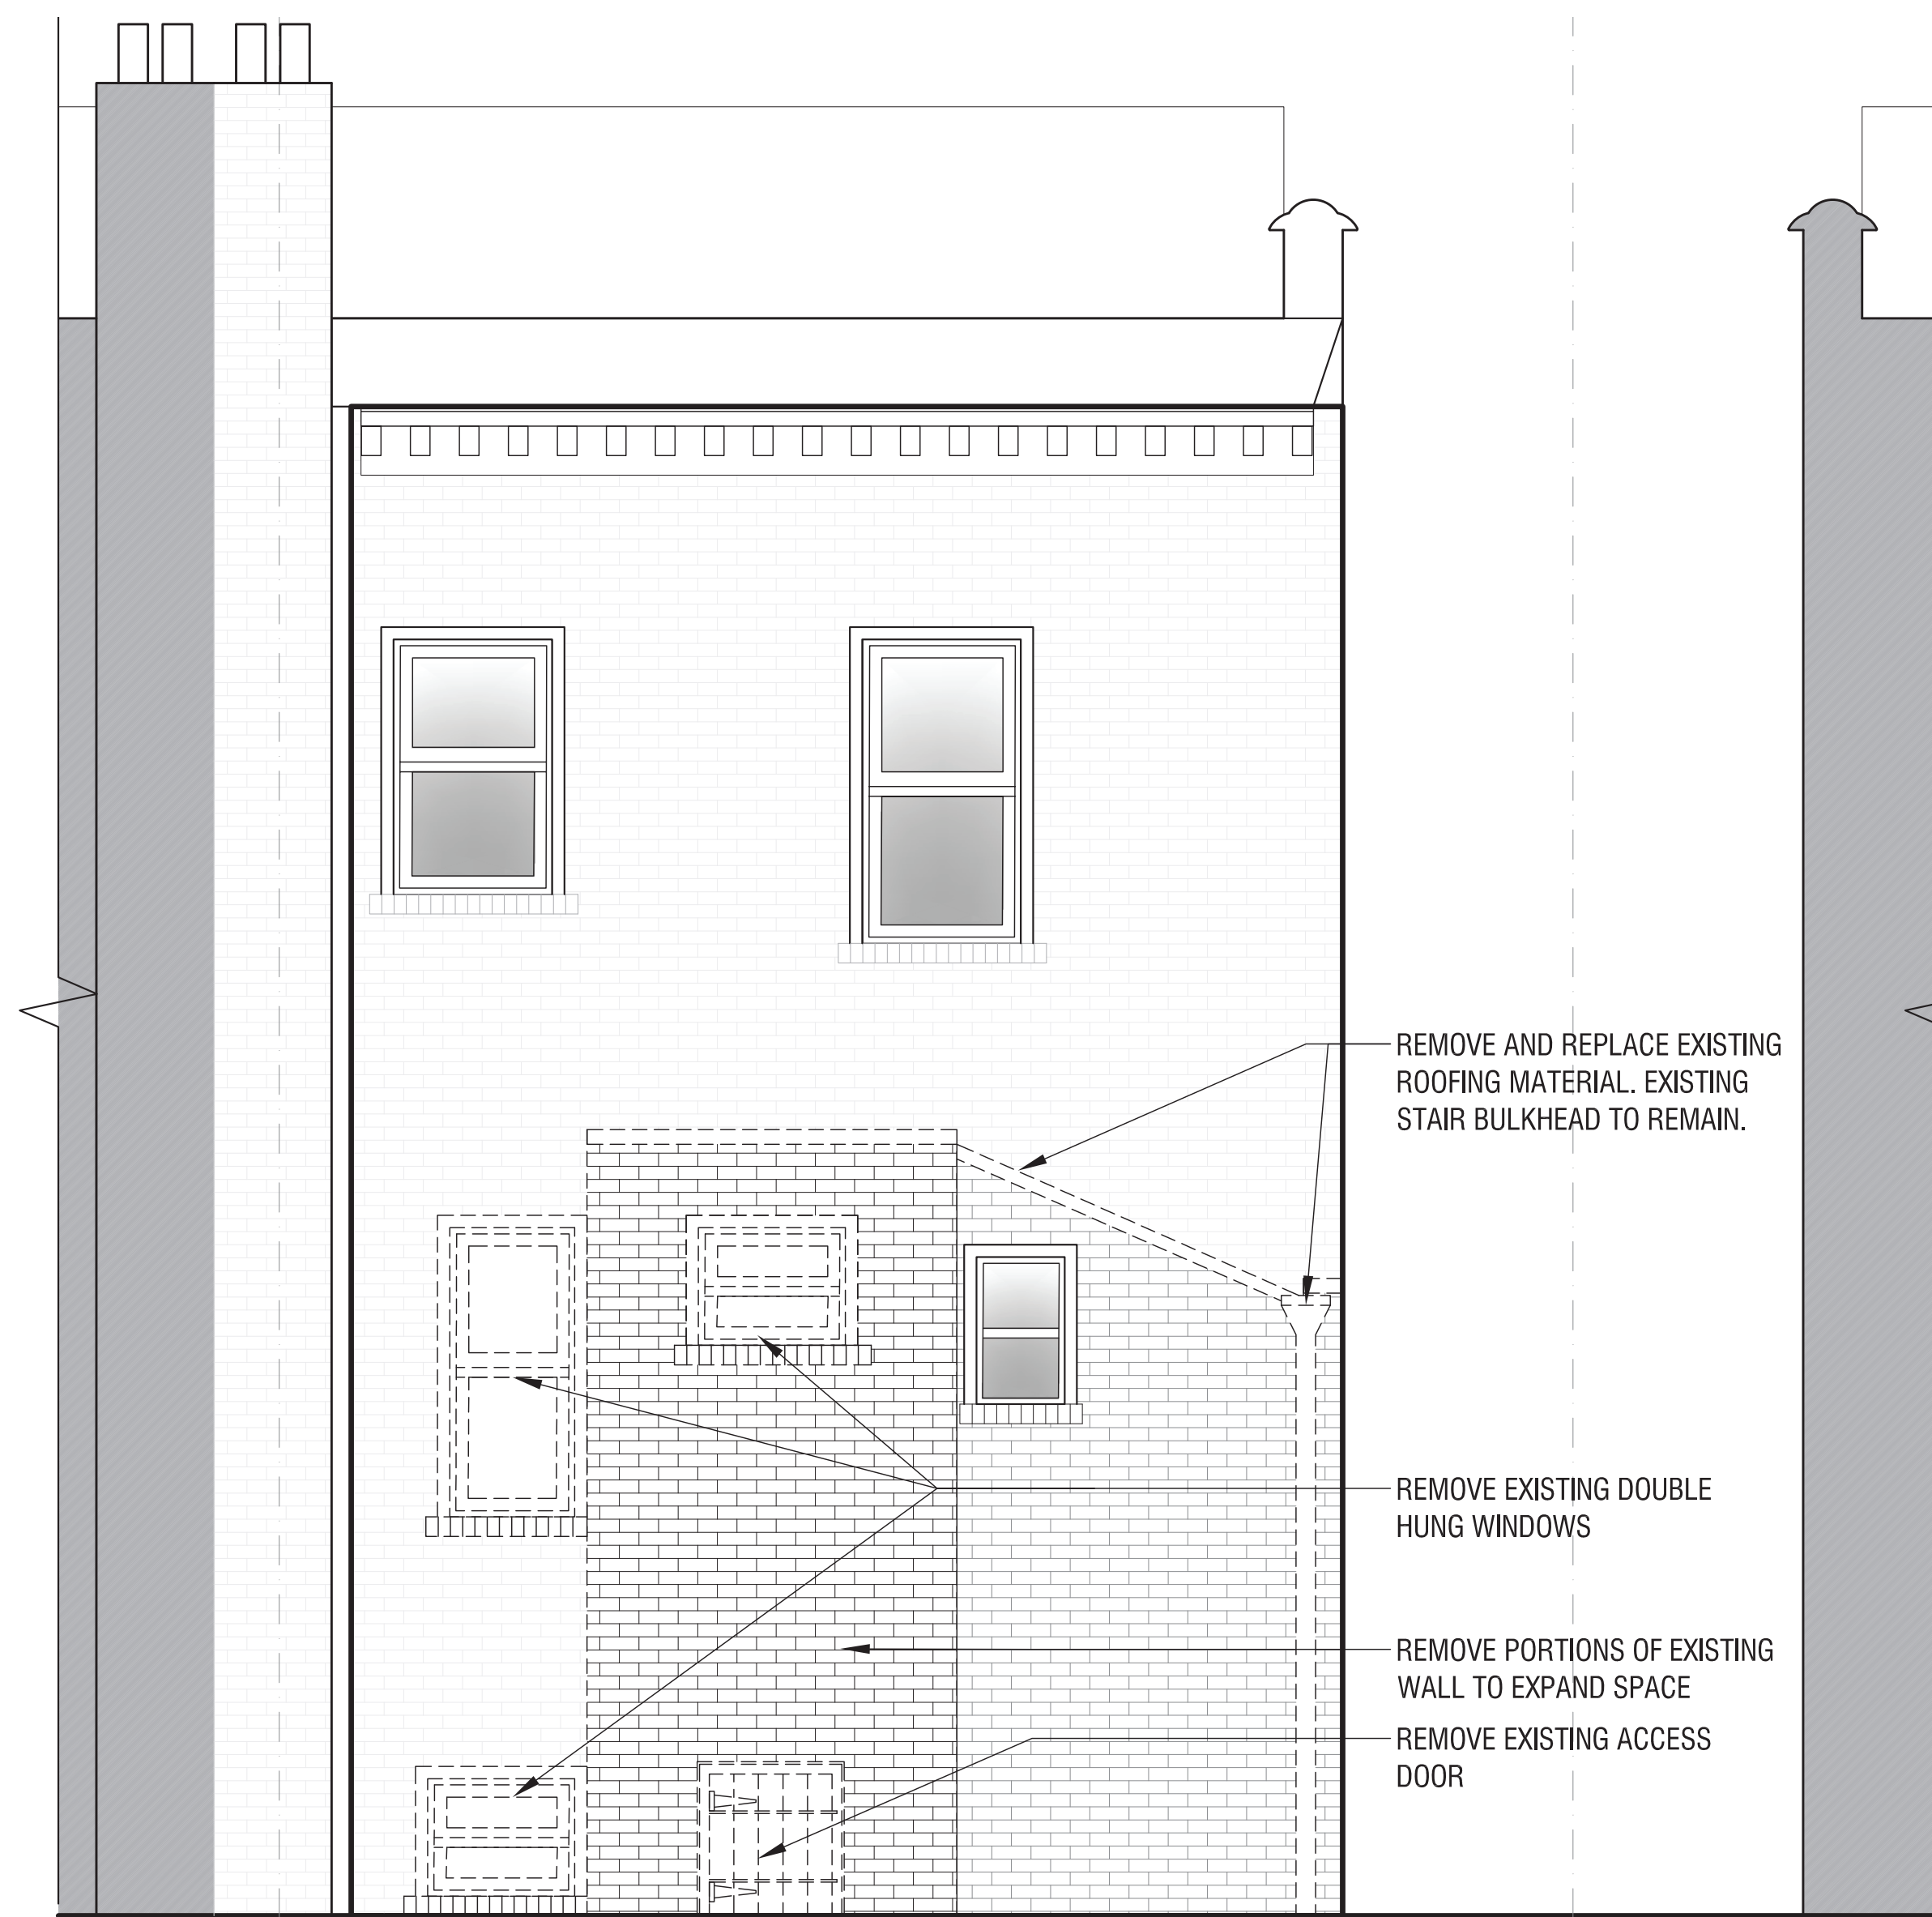 REMOVE AND REPLACE EXISTING
ROOFING MATERIAL. EXISTING
STAIR BULKHEAD TO REMAIN.
REMOVE EXISTING DOUBLE
HUNG WINDOWS
REMOVE PORTIONS OF EXISTING
WALL TO EXPAND SPACE
REMOVE EXISTING ACCESS
DOOR